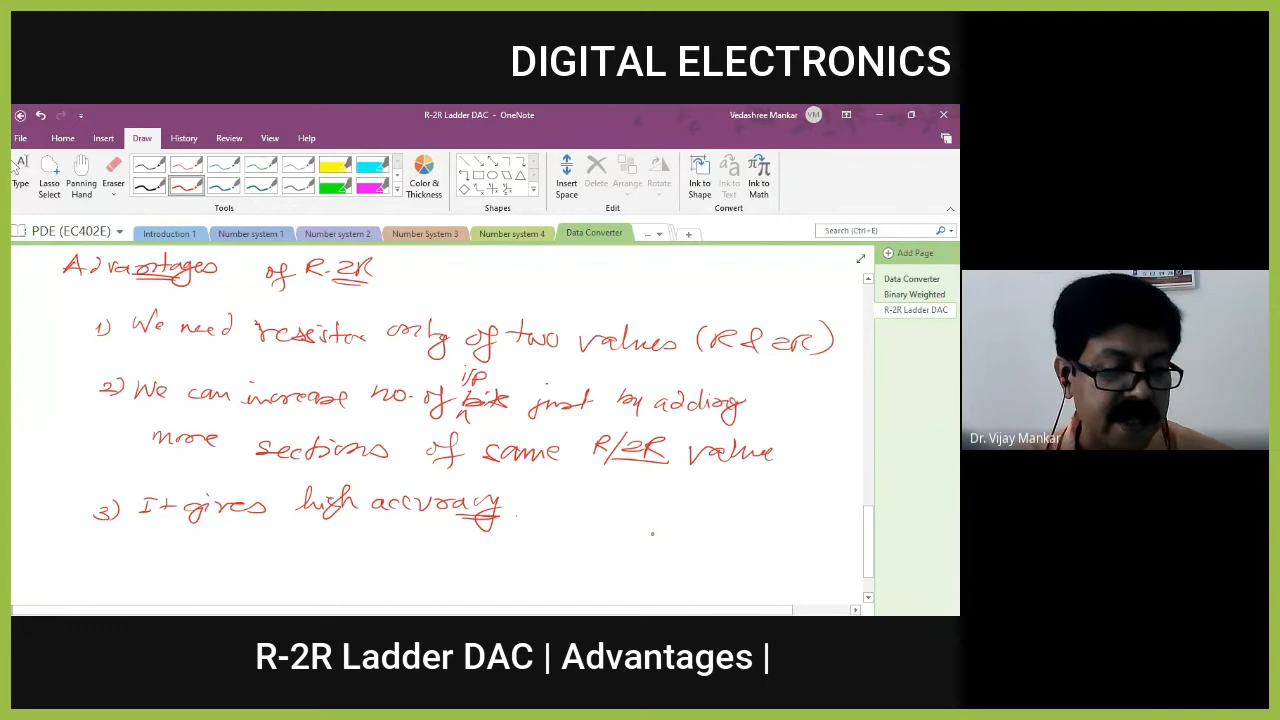 DIGITAL ELECTRONICS
R-2R Ladder DAC - OneNote
Vedashree Mankar VM
File Home Insert Draw History Review View Help
Type Lasso Select Panning Hand Eraser Color & Thickness Insert Space Delete Arrange Rotate Ink to Shape Ink to Text Ink to Math
Tools Shapes Edit Convert
PDE (EC402E) Introduction 1 Number system 1 Number system 2 Number System 3 Number system 4 Data Converter Search (Ctrl+E)
Add Page
Data Converter
Binary Weighted
R-2R Ladder DAC
Advantages of R-2R
1) We need resistor only of two values (R & 2R)
i/p
2) We can increase no. of bits just by adding
more sections of same R/2R value
3) It gives high accuracy
Dr. Vijay Mankar
R-2R Ladder DAC | Advantages |